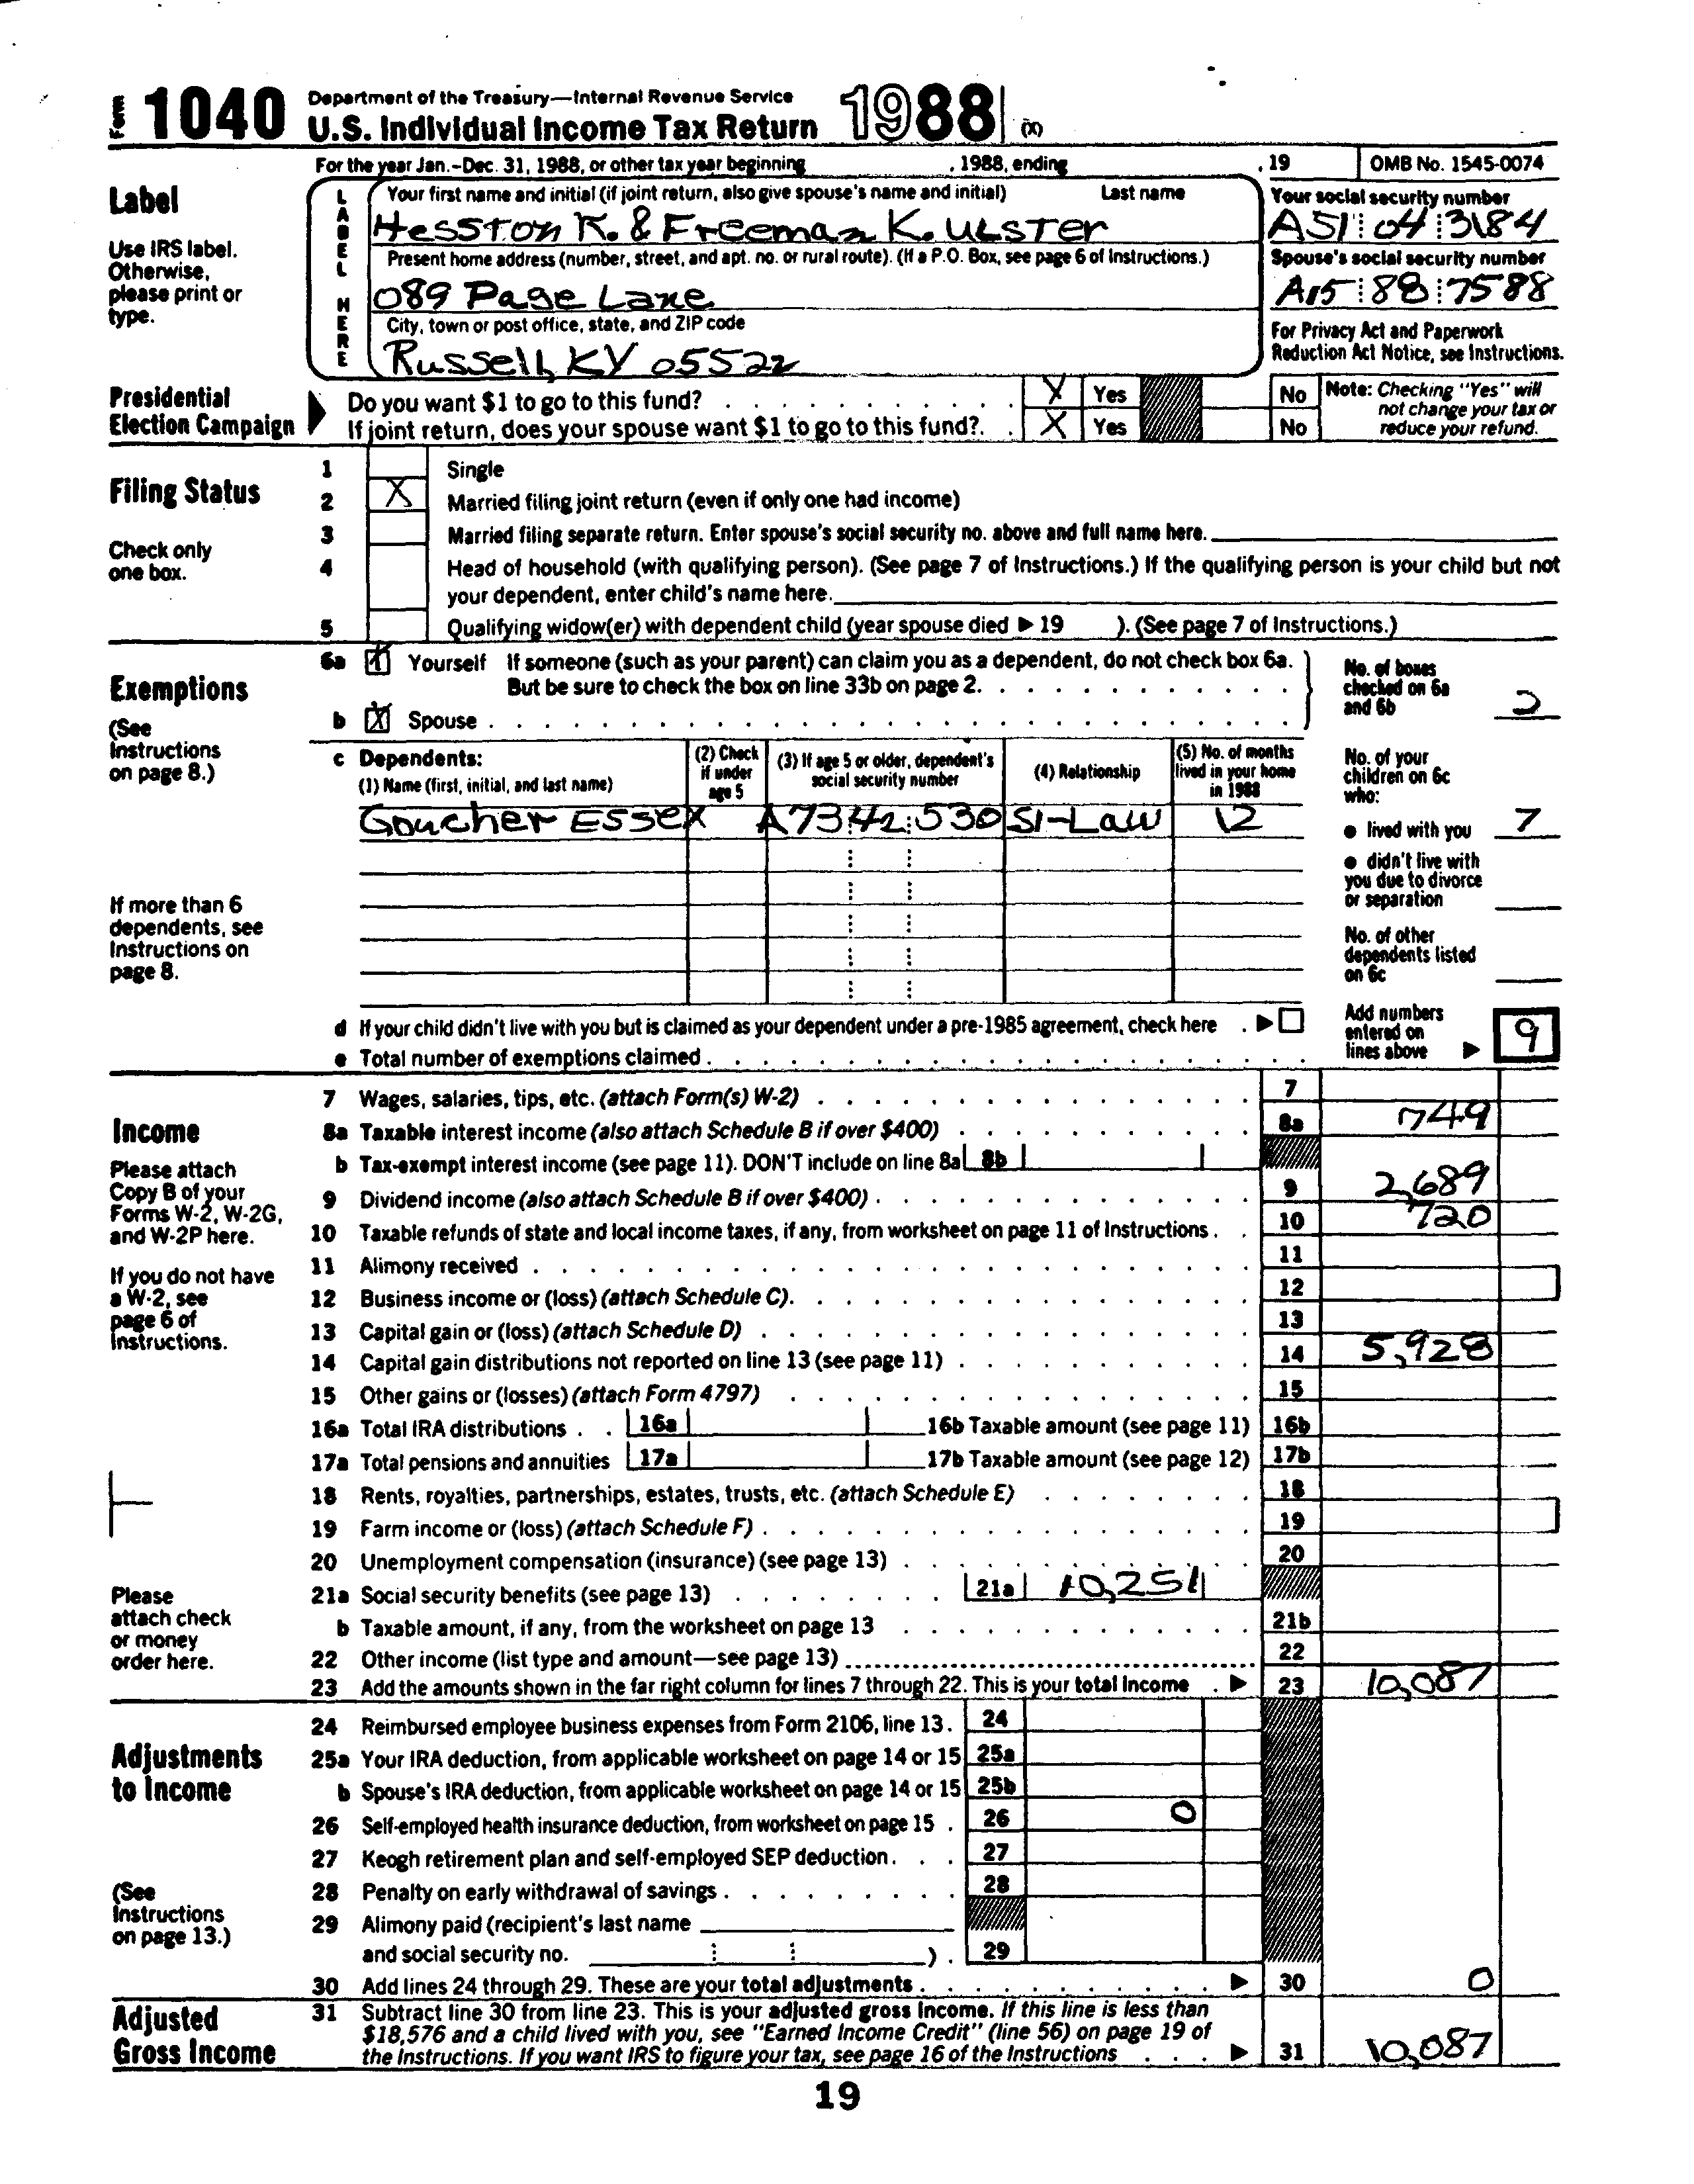 Form 1040 Department of the Treasury—Internal Revenue Service
U.S. Individual Income Tax Return 1988 (X)
For the year Jan.-Dec. 31, 1988, or other tax year beginning , 1988, ending , 19 OMB No. 1545-0074
Label
Use IRS label.
Otherwise,
please print or
type.
LABEL HERE
Your first name and initial (if joint return, also give spouse's name and initial) Last name
Hesston K. & Freeman K. Ulster
Present home address (number, street, and apt. no. or rural route). (If a P.O. Box, see page 6 of Instructions.)
089 Page Lane
City, town or post office, state, and ZIP code
Russell, KY 05522
Your social security number
A51 04 3184
Spouse's social security number
A15 88 7588
For Privacy Act and Paperwork
Reduction Act Notice, see Instructions.
Presidential
Election Campaign
Do you want $1 to go to this fund? X Yes No
If joint return, does your spouse want $1 to go to this fund? X Yes No
Note: Checking "Yes" will
not change your tax or
reduce your refund.
Filing Status
Check only
one box.
1 Single
2 X Married filing joint return (even if only one had income)
3 Married filing separate return. Enter spouse's social security no. above and full name here.
4 Head of household (with qualifying person). (See page 7 of Instructions.) If the qualifying person is your child but not
your dependent, enter child's name here.
5 Qualifying widow(er) with dependent child (year spouse died ▶ 19 ). (See page 7 of Instructions.)
Exemptions
(See
Instructions
on page 8.)
6a X Yourself If someone (such as your parent) can claim you as a dependent, do not check box 6a.
But be sure to check the box on line 33b on page 2.
b X Spouse
No. of boxes
checked on 6a
and 6b 2
c Dependents:
(1) Name (first, initial, and last name)
(2) Check
if under
age 5
(3) If age 5 or older, dependent's
social security number
(4) Relationship
(5) No. of months
lived in your home
in 1988
Goucher Essex A73 42 530 SI-Law 12
No. of your
children on 6c
who:
● lived with you 7
● didn't live with
you due to divorce
or separation
No. of other
dependents listed
on 6c
If more than 6
dependents, see
Instructions on
page 8.
d If your child didn't live with you but is claimed as your dependent under a pre-1985 agreement, check here ▶
e Total number of exemptions claimed
Add numbers
entered on
lines above ▶ 9
Income
Please attach
Copy B of your
Forms W-2, W-2G,
and W-2P here.
If you do not have
a W-2, see
page 6 of
Instructions.
Please
attach check
or money
order here.
7 Wages, salaries, tips, etc. (attach Form(s) W-2) 7
8a Taxable interest income (also attach Schedule B if over $400) 8a 749
b Tax-exempt interest income (see page 11). DON'T include on line 8a 8b
9 Dividend income (also attach Schedule B if over $400) 9 2,689
10 Taxable refunds of state and local income taxes, if any, from worksheet on page 11 of Instructions 10 720
11 Alimony received 11
12 Business income or (loss) (attach Schedule C) 12
13 Capital gain or (loss) (attach Schedule D) 13
14 Capital gain distributions not reported on line 13 (see page 11) 14 5,928
15 Other gains or (losses) (attach Form 4797) 15
16a Total IRA distributions 16a 16b Taxable amount (see page 11) 16b
17a Total pensions and annuities 17a 17b Taxable amount (see page 12) 17b
18 Rents, royalties, partnerships, estates, trusts, etc. (attach Schedule E) 18
19 Farm income or (loss) (attach Schedule F) 19
20 Unemployment compensation (insurance) (see page 13) 20
21a Social security benefits (see page 13) 21a 10,251
b Taxable amount, if any, from the worksheet on page 13 21b
22 Other income (list type and amount—see page 13) 22
23 Add the amounts shown in the far right column for lines 7 through 22. This is your total income ▶ 23 10,087
Adjustments
to Income
(See
Instructions
on page 13.)
24 Reimbursed employee business expenses from Form 2106, line 13. 24
25a Your IRA deduction, from applicable worksheet on page 14 or 15 25a
b Spouse's IRA deduction, from applicable worksheet on page 14 or 15 25b
26 Self-employed health insurance deduction, from worksheet on page 15 26 0
27 Keogh retirement plan and self-employed SEP deduction 27
28 Penalty on early withdrawal of savings 28
29 Alimony paid (recipient's last name
and social security no. ) 29
30 Add lines 24 through 29. These are your total adjustments ▶ 30 0
Adjusted
Gross Income
31 Subtract line 30 from line 23. This is your adjusted gross income. If this line is less than
$18,576 and a child lived with you, see "Earned Income Credit" (line 56) on page 19 of
the Instructions. If you want IRS to figure your tax, see page 16 of the Instructions ▶ 31 10,087
19